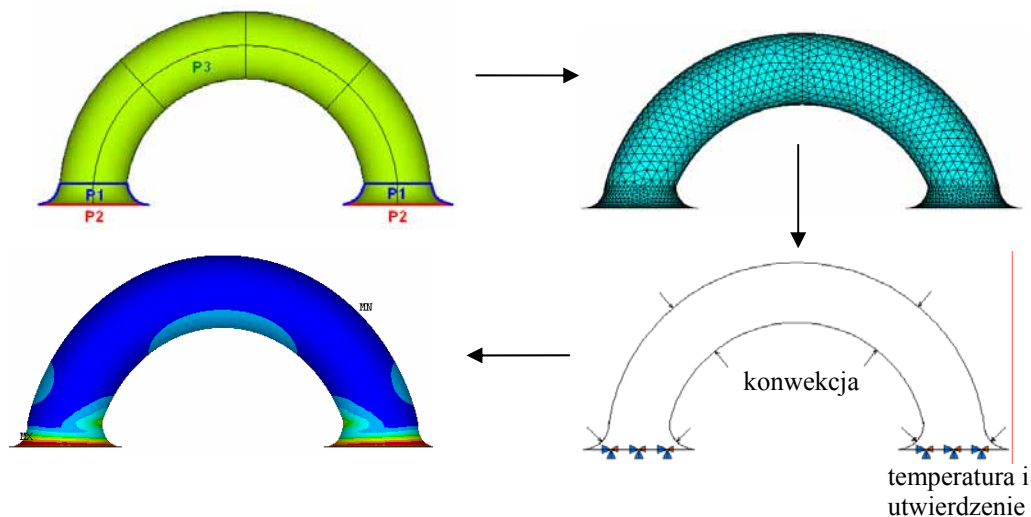 P3
P1
P1
P2
P2
MN
MX
konwekcja
temperatura i
utwierdzenie